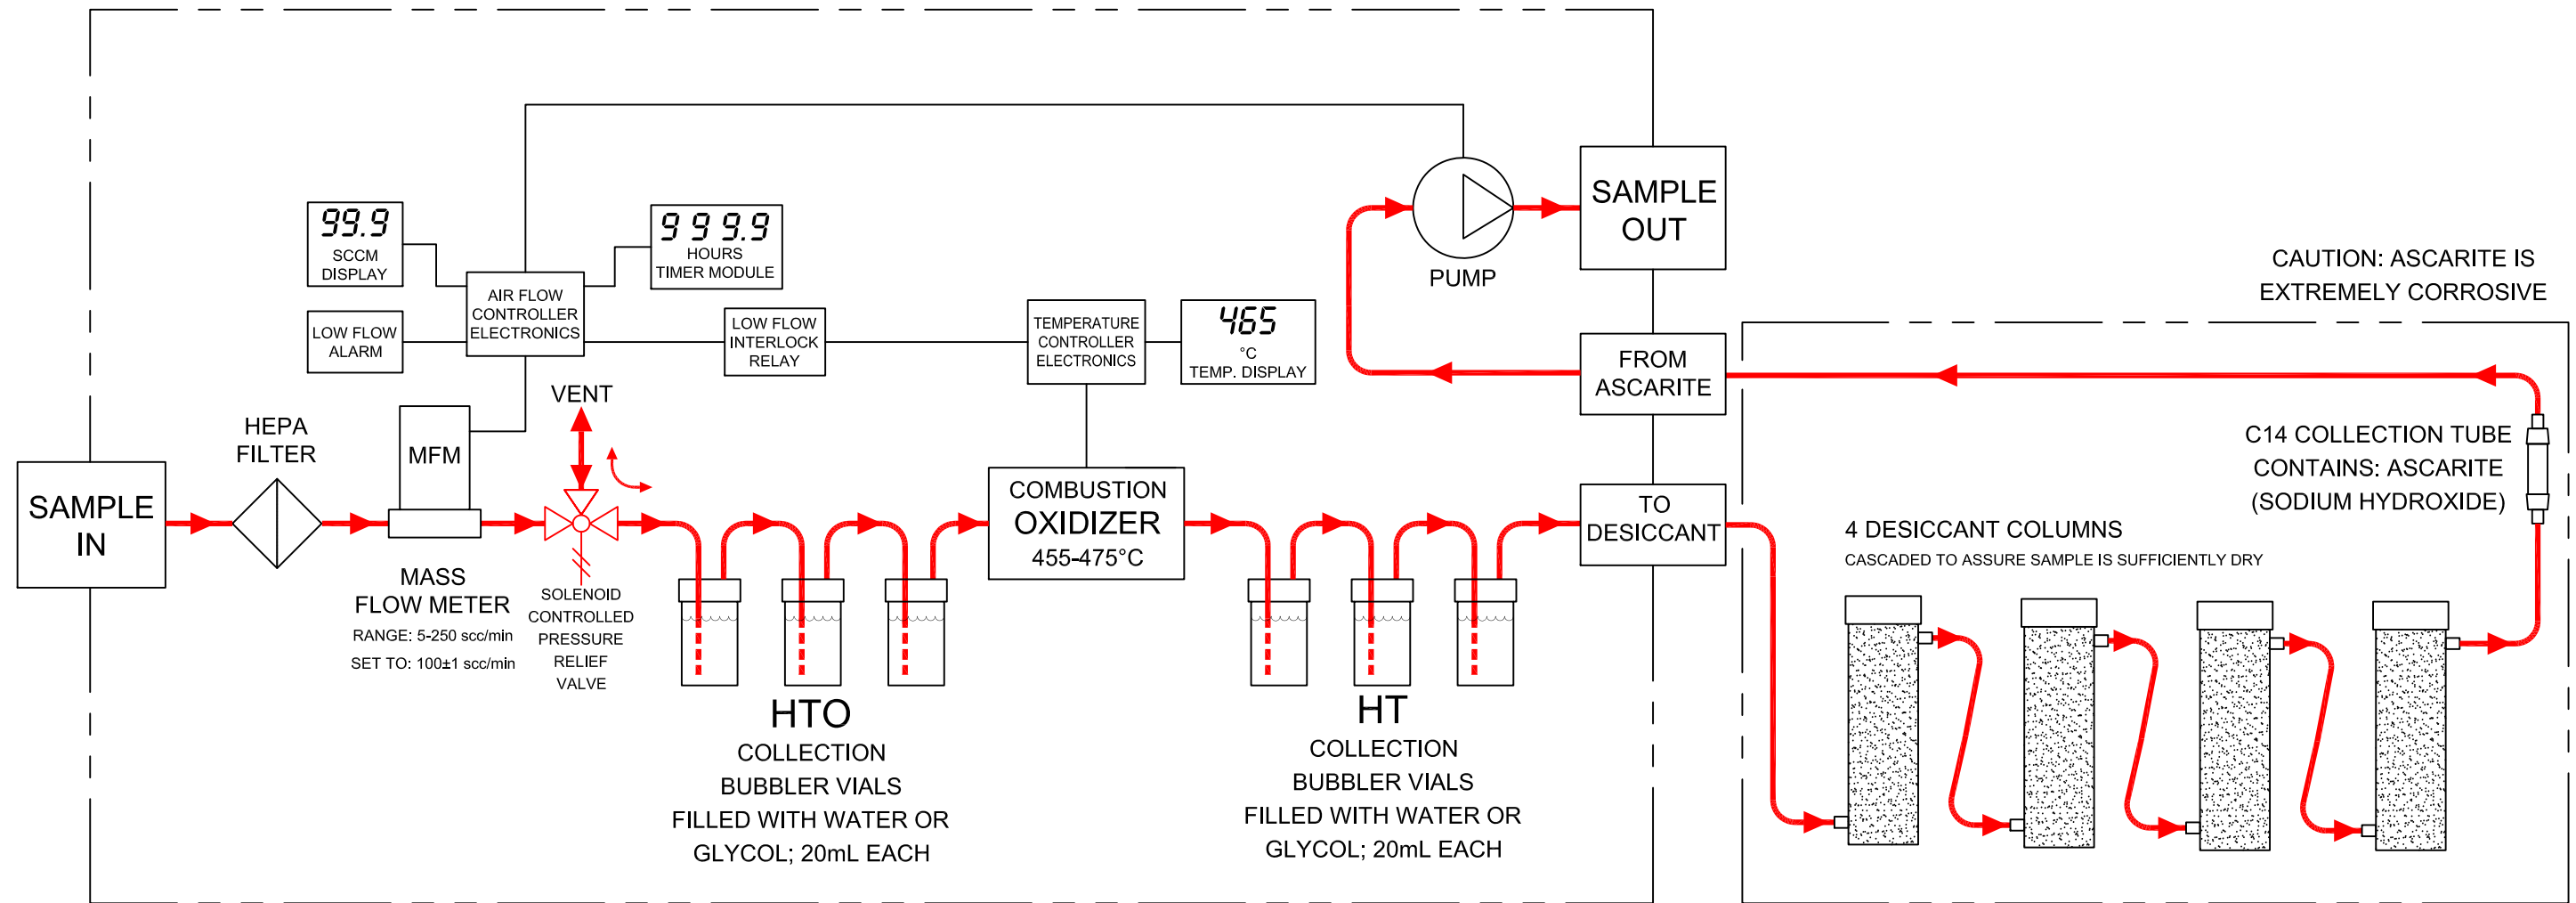 SAMPLE
IN
HEPA
FILTER
99.9
SCCM
DISPLAY
LOW FLOW
ALARM
AIR FLOW
CONTROLLER
ELECTRONICS
999.9
HOURS
TIMER MODULE
LOW FLOW
INTERLOCK
RELAY
TEMPERATURE
CONTROLLER
ELECTRONICS
465
°C
TEMP. DISPLAY
MFM
MASS
FLOW METER
RANGE: 5-250 scc/min
SET TO: 100±1 scc/min
VENT
SOLENOID
CONTROLLED
PRESSURE
RELIEF
VALVE
HTO
COLLECTION
BUBBLER VIALS
FILLED WITH WATER OR
GLYCOL; 20mL EACH
COMBUSTION
OXIDIZER
455-475°C
HT
COLLECTION
BUBBLER VIALS
FILLED WITH WATER OR
GLYCOL; 20mL EACH
PUMP
SAMPLE
OUT
FROM
ASCARITE
TO
DESICCANT
CAUTION: ASCARITE IS
EXTREMELY CORROSIVE
C14 COLLECTION TUBE
CONTAINS: ASCARITE
(SODIUM HYDROXIDE)
4 DESICCANT COLUMNS
CASCADED TO ASSURE SAMPLE IS SUFFICIENTLY DRY